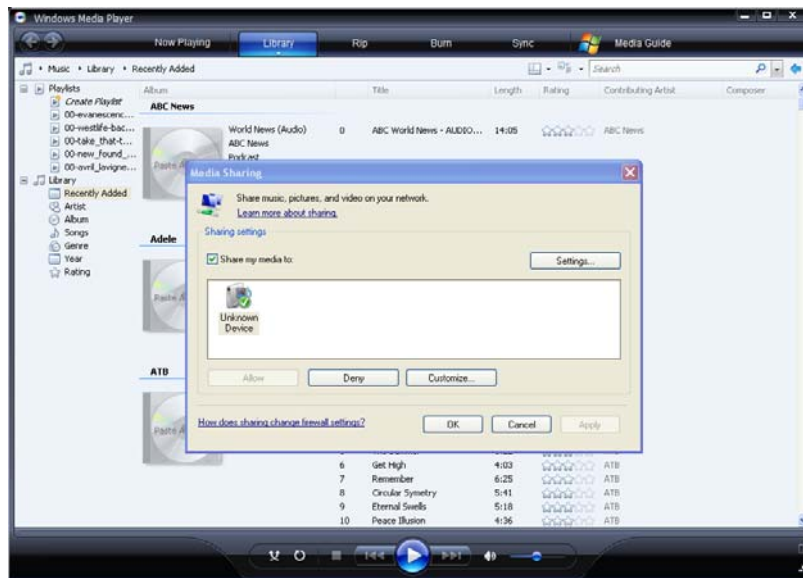 Windows Media Player
Now Playing
Library
Rip
Burn
Sync
Media Guide
Music • Library • Recently Added
Search
Playlists
Create Playlist
00-evanescenc...
00-westlife-bac...
00-take_that-t...
00-new_found_...
00-avril_lavigne...
Library
Recently Added
Artist
Album
Songs
Genre
Year
Rating
Album
Title
Length
Rating
Contributing Artist
Composer
ABC News
World News (Audio)
0
ABC World News - AUDIO...
14:05
ABC News
ABC News
Podcast
Paste A
Adele
Paste A
ATB
Paste A
Media Sharing
Share music, pictures, and video on your network.
Learn more about sharing.
Sharing settings
Share my media to:
Settings...
Unknown Device
Allow
Deny
Customize...
How does sharing change firewall settings?
OK
Cancel
Apply
6 Get High 4:03 ATB
7 Remember 6:25 ATB
8 Circular Symetry 5:41 ATB
9 Eternal Swells 5:18 ATB
10 Peace Illusion 4:36 ATB